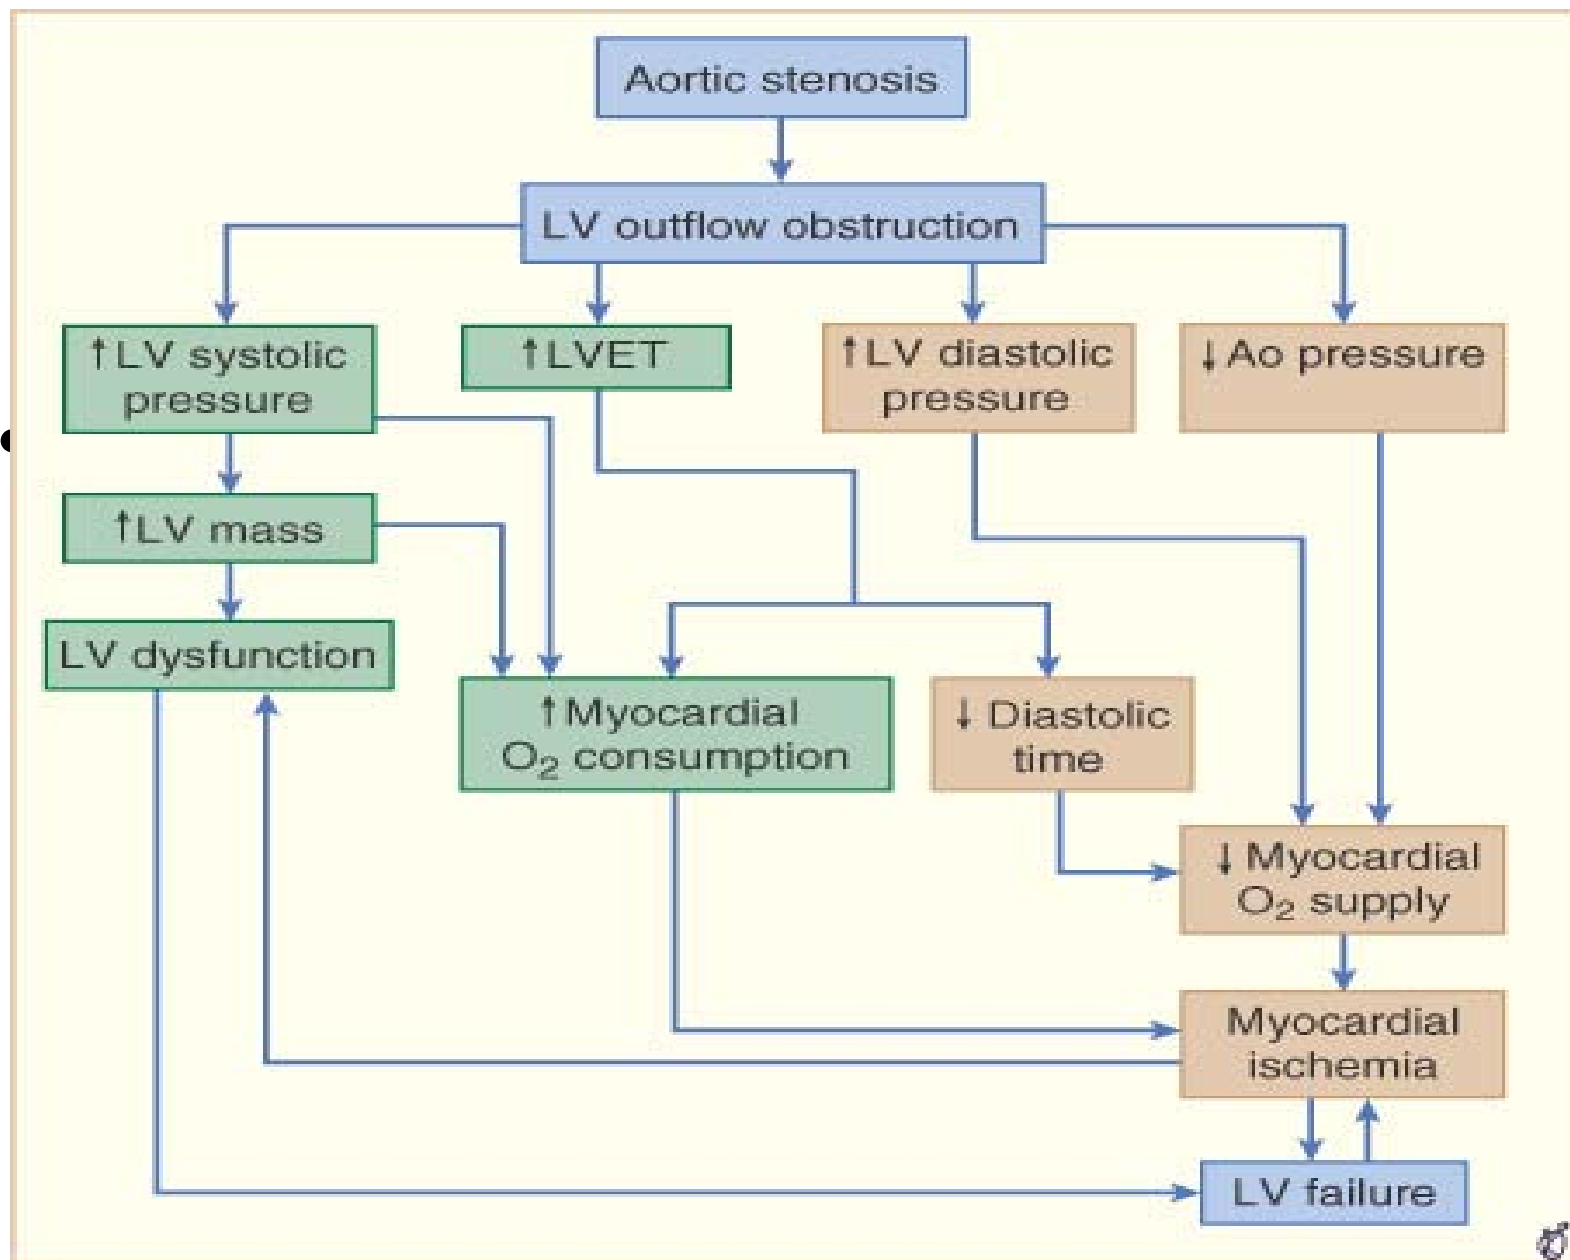 Aortic stenosis
LV outflow obstruction
↑LV systolic
pressure
↑LVET
↑LV diastolic
pressure
↓Ao pressure
↑LV mass
LV dysfunction
↑Myocardial
O₂ consumption
↓ Diastolic
time
↓ Myocardial
O₂ supply
Myocardial
ischemia
LV failure